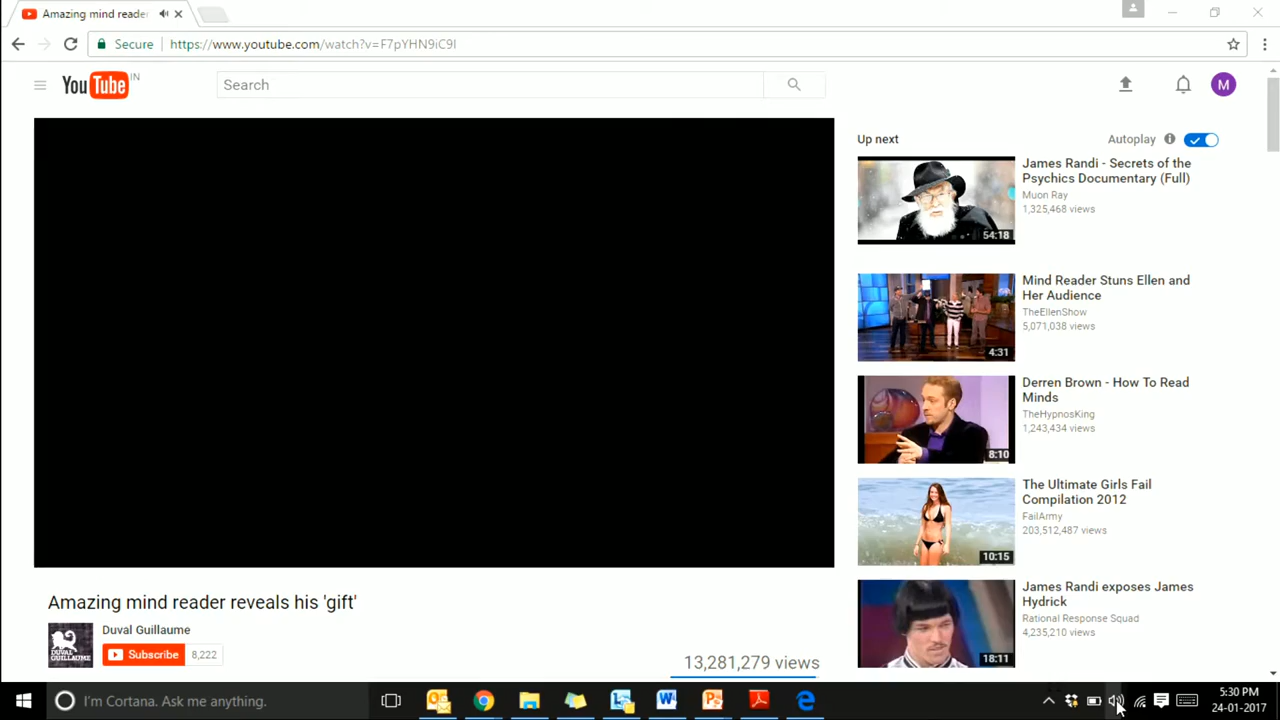 Amazing mind reader
Secure https://www.youtube.com/watch?v=F7pYHN9iC9I
YouTube IN
Search
M
Up next
Autoplay
James Randi - Secrets of the
Psychics Documentary (Full)
Muon Ray
1,325,468 views
54:18
Mind Reader Stuns Ellen and
Her Audience
TheEllenShow
5,071,038 views
4:31
Derren Brown - How To Read
Minds
TheHypnosKing
1,243,434 views
8:10
The Ultimate Girls Fail
Compilation 2012
FailArmy
203,512,487 views
10:15
James Randi exposes James
Hydrick
Rational Response Squad
4,235,210 views
18:11
Amazing mind reader reveals his 'gift'
DUVAL
GUILLAUME
Duval Guillaume
Subscribe 8,222
13,281,279 views
I'm Cortana. Ask me anything.
5:30 PM
24-01-2017